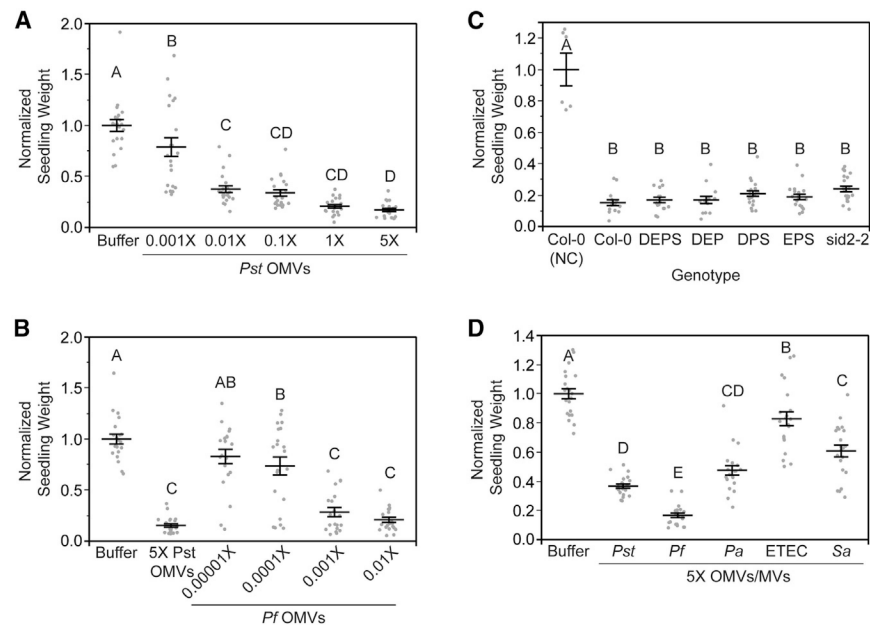 A
Normalized
Seedling Weight
2.0
1.5
1.0
0.5
0.0
A
B
C
CD
CD
D
Buffer
0.001X
0.01X
0.1X
1X
5X
Pst OMVs
B
Normalized
Seedling Weight
2.0
1.5
1.0
0.5
0.0
A
C
AB
B
C
C
Buffer
5X Pst
OMVs
0.00001X
0.0001X
0.001X
0.01X
Pf OMVs
C
Normalized
Seedling Weight
1.2
1.0
0.8
0.6
0.4
0.2
0.0
A
B
B
B
B
B
B
Col-0
(NC)
Col-0
DEPS
DEP
DPS
EPS
sid2-2
Genotype
D
Normalized
Seedling Weight
1.4
1.2
1.0
0.8
0.6
0.4
0.2
0.0
A
D
E
CD
B
C
Buffer
Pst
Pf
Pa
ETEC
Sa
5X OMVs/MVs